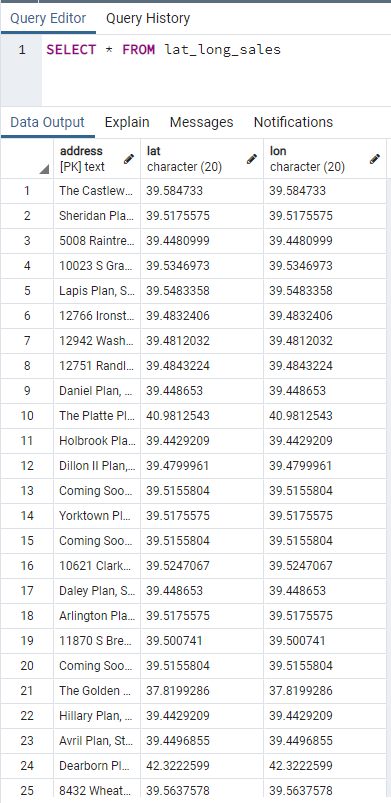 Query Editor Query History
1 SELECT * FROM lat_long_sales
Data Output Explain Messages Notifications
address lat lon
[PK] text character (20) character (20)
1 The Castlew... 39.584733 39.584733
2 Sheridan Pla... 39.5175575 39.5175575
3 5008 Raintre... 39.4480999 39.4480999
4 10023 S Gra... 39.5346973 39.5346973
5 Lapis Plan, S... 39.5483358 39.5483358
6 12766 Ironst... 39.4832406 39.4832406
7 12942 Wash... 39.4812032 39.4812032
8 12751 Randl... 39.4843224 39.4843224
9 Daniel Plan, ... 39.448653 39.448653
10 The Platte Pl... 40.9812543 40.9812543
11 Holbrook Pla... 39.4429209 39.4429209
12 Dillon II Plan,... 39.4799961 39.4799961
13 Coming Soo... 39.5155804 39.5155804
14 Yorktown Pl... 39.5175575 39.5175575
15 Coming Soo... 39.5155804 39.5155804
16 10621 Clark... 39.5247067 39.5247067
17 Daley Plan, S... 39.448653 39.448653
18 Arlington Pla... 39.5175575 39.5175575
19 11870 S Bre... 39.500741 39.500741
20 Coming Soo... 39.5155804 39.5155804
21 The Golden ... 37.8199286 37.8199286
22 Hillary Plan, ... 39.4429209 39.4429209
23 Avril Plan, St... 39.4496855 39.4496855
24 Dearborn Pl... 42.3222599 42.3222599
25 8432 Wheat... 39.5637578 39.5637578